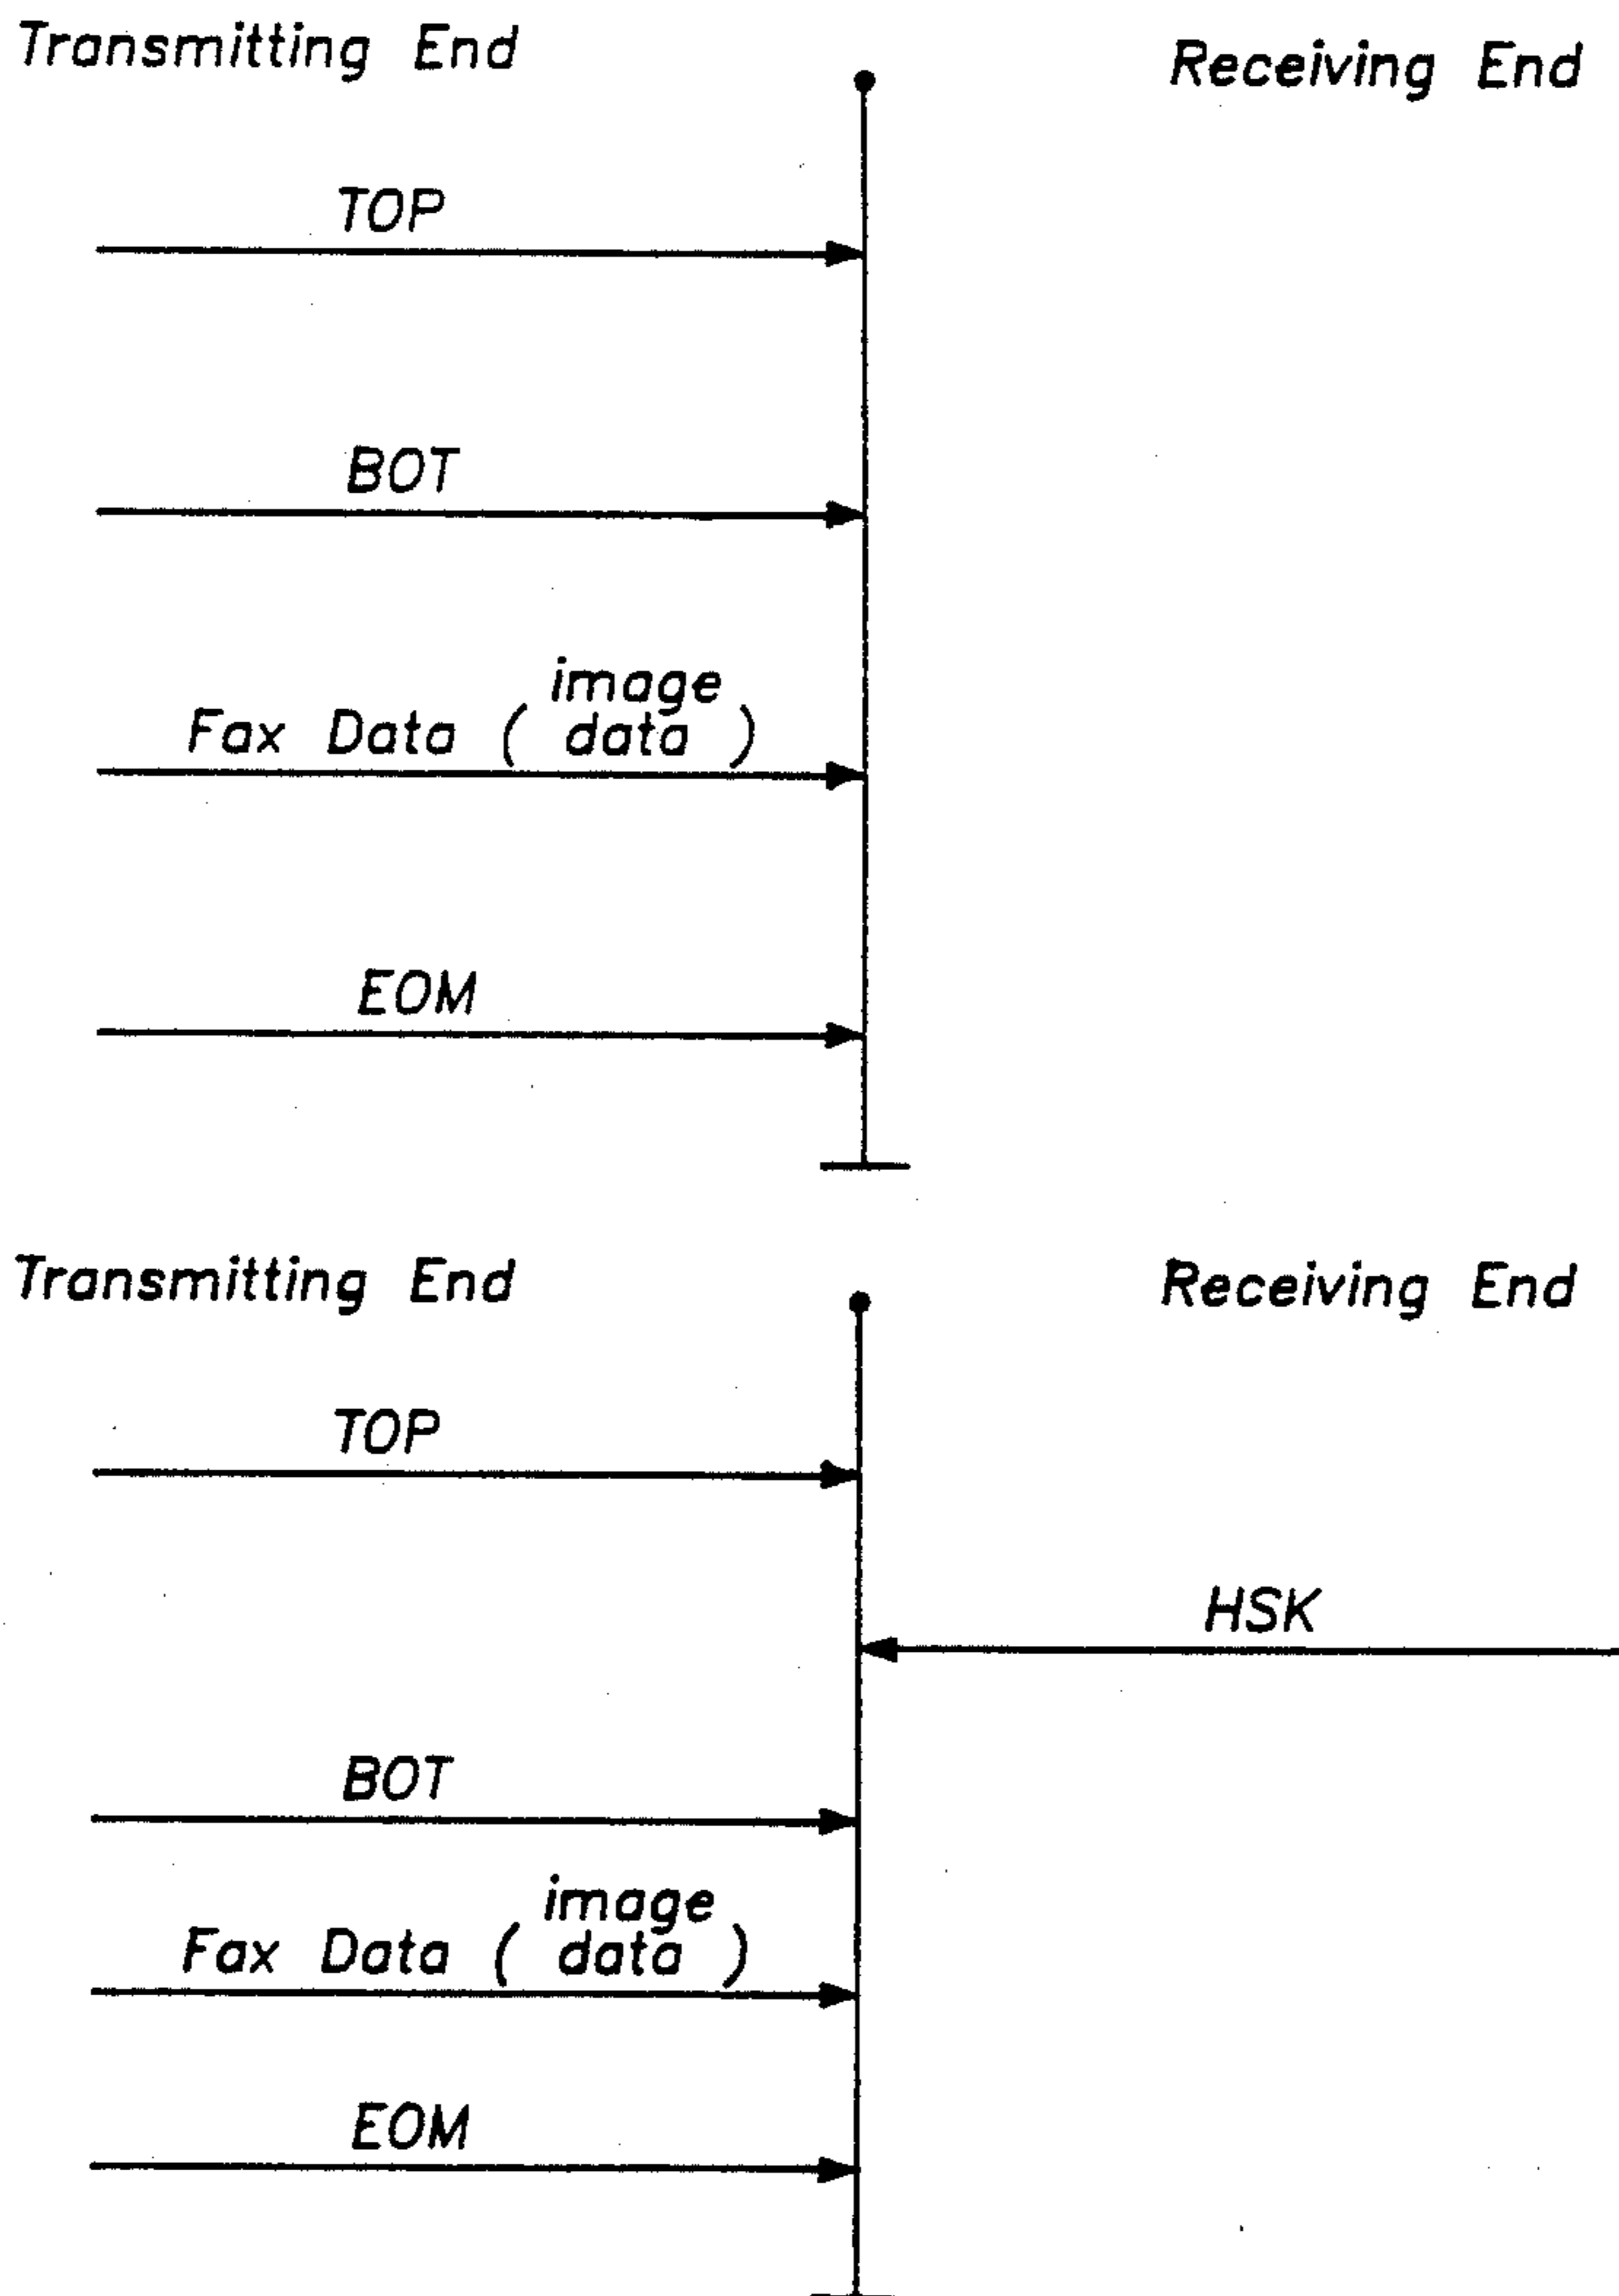 Transmitting End
Receiving End
TOP
BOT
image
Fax Data ( data )
EOM
Transmitting End
Receiving End
TOP
HSK
BOT
image
Fax Data ( data )
EOM